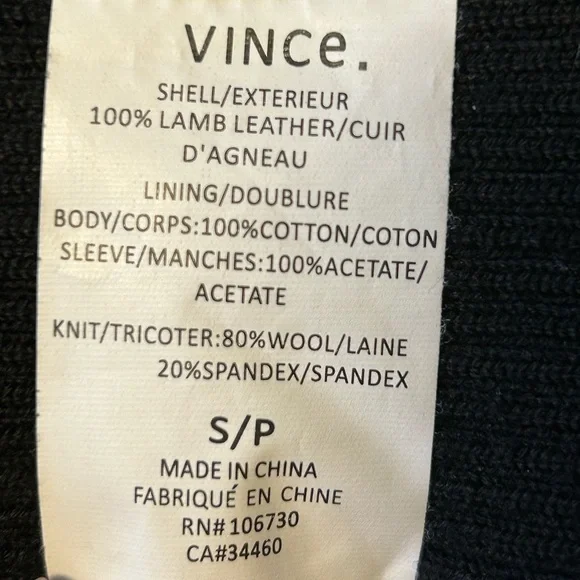 VINCe.
SHELL/EXTERIEUR
100% LAMB LEATHER/CUIR
D'AGNEAU
LINING/DOUBLURE
BODY/CORPS:100%COTTON/COTON
SLEEVE/MANCHES:100%ACETATE/
ACETATE
KNIT/TRICOTER:80%WOOL/LAINE
20%SPANDEX/SPANDEX
S/P
MADE IN CHINA
FABRIQUÉ EN CHINE
RN#106730
CA#34460